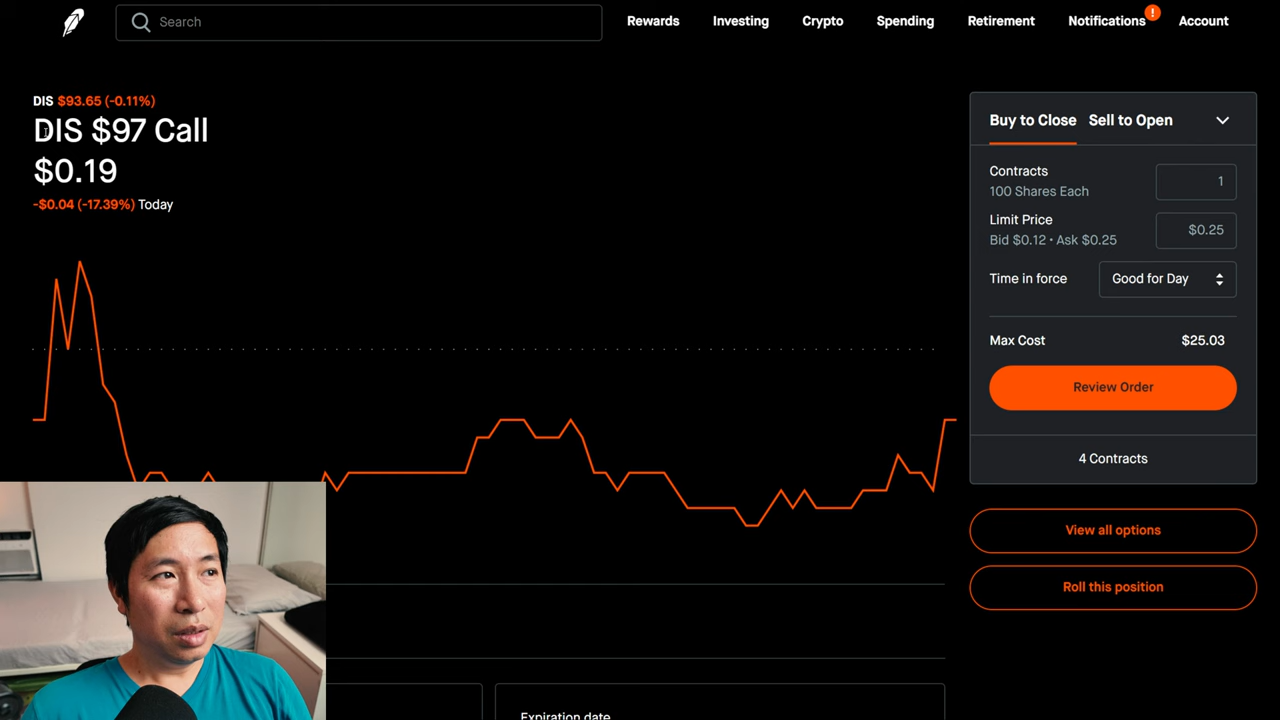 Search
Rewards
Investing
Crypto
Spending
Retirement
Notifications
!
Account
DIS $93.65 (-0.11%)
DIS $97 Call
$0.19
-$0.04 (-17.39%) Today
Buy to Close
Sell to Open
Contracts
100 Shares Each
1
Limit Price
Bid $0.12 • Ask $0.25
$0.25
Time in force
Good for Day
Max Cost
$25.03
Review Order
4 Contracts
View all options
Roll this position
Expiration date